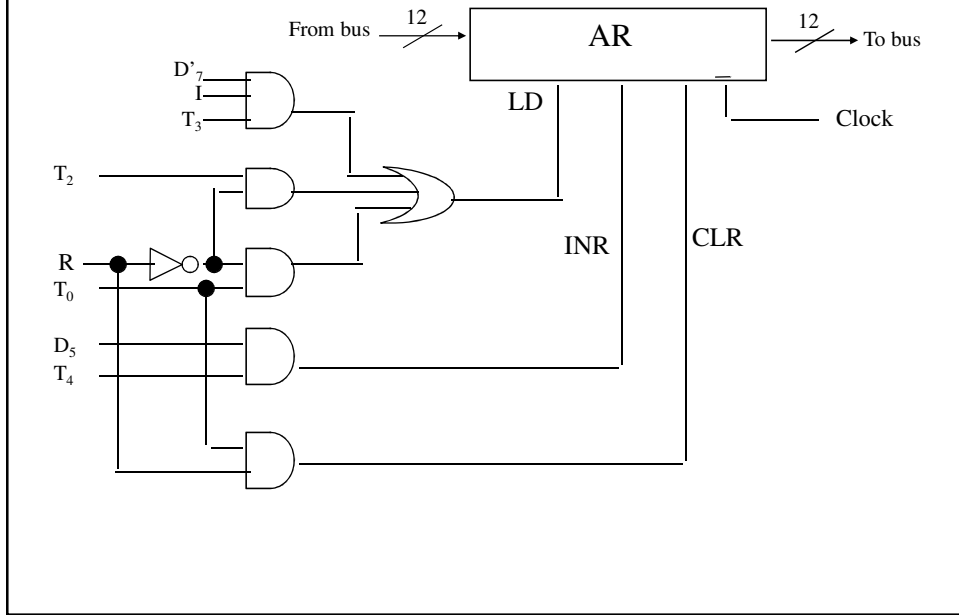 12
From bus
AR
12
To bus
D’7
I
T3
LD
Clock
T2
INR
CLR
R
T0
D5
T4